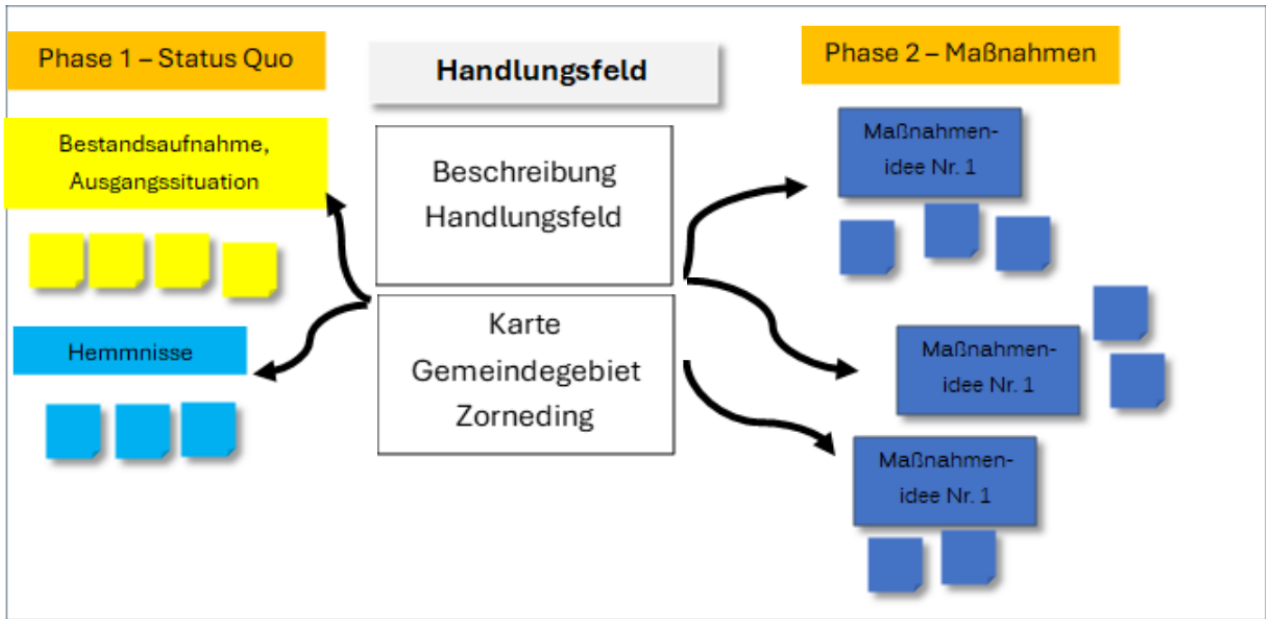 Phase 1 – Status Quo
Bestandsaufnahme,
Ausgangssituation
Hemmnisse
Handlungsfeld
Beschreibung
Handlungsfeld
Karte
Gemeindegebiet
Zorneding
Phase 2 – Maßnahmen
Maßnahmen-
idee Nr. 1
Maßnahmen-
idee Nr. 1
Maßnahmen-
idee Nr. 1